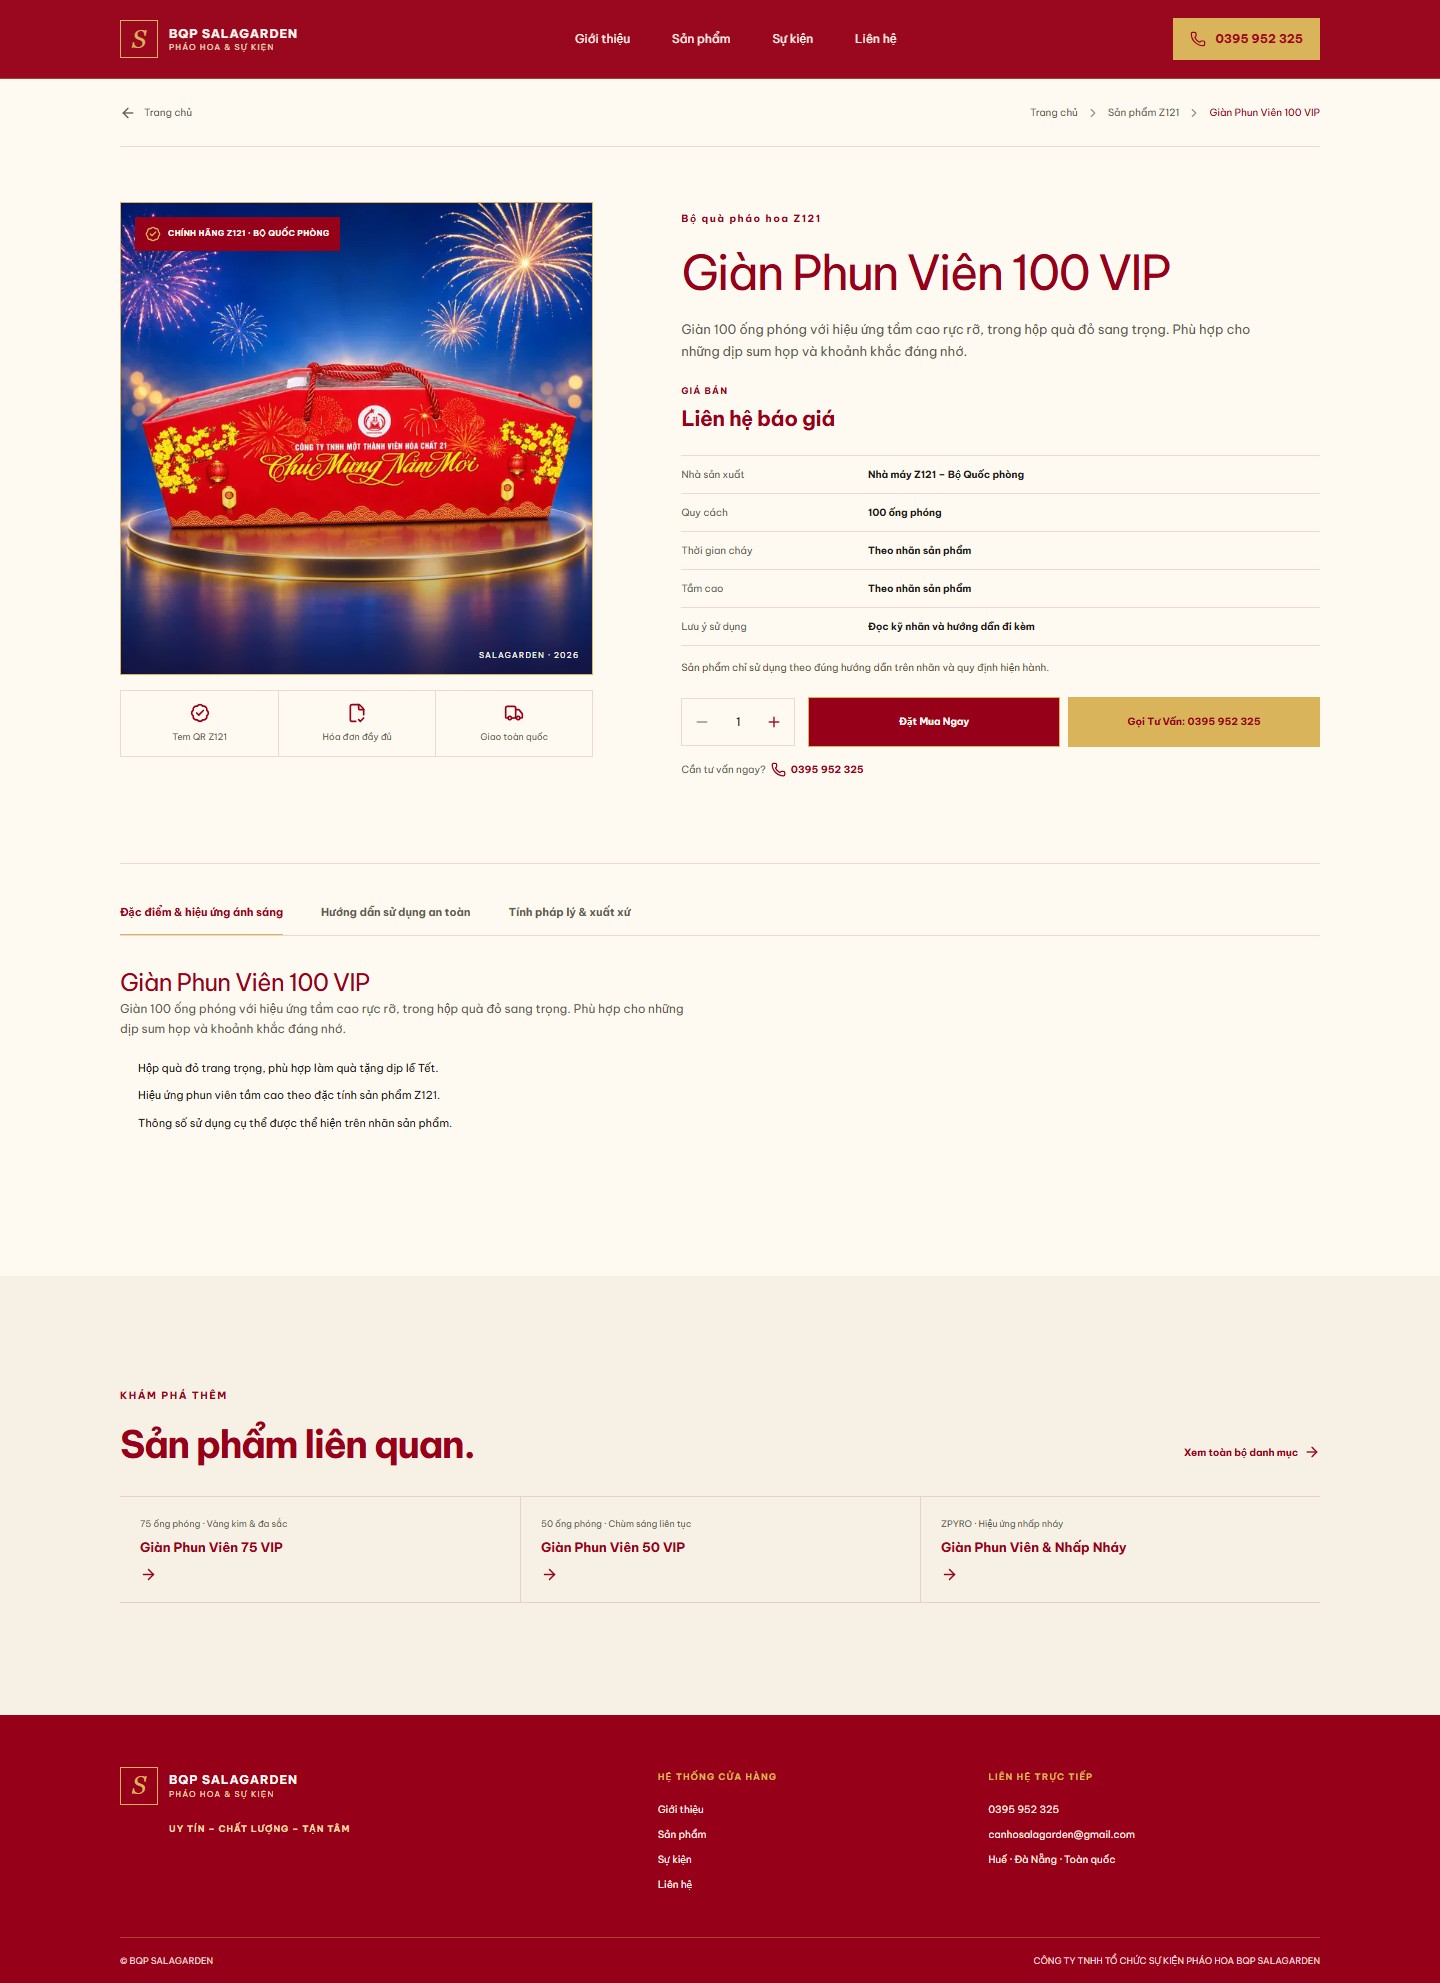 BQP SALAGARDEN
PHÁO HOA & SỰ KIỆN
Giới thiệu
Sản phẩm
Sự kiện
Liên hệ
0395 952 325
Trang chủ
Trang chủ
Sản phẩm Z121
Giàn Phun Viên 100 VIP
CHÍNH HÃNG Z121 · BỘ QUỐC PHÒNG
CÔNG TY TNHH MỘT THÀNH VIÊN HÓA CHẤT 21
Chúc Mừng Năm Mới
SALAGARDEN · 2026
Tem QR Z121
Hóa đơn đầy đủ
Giao toàn quốc
Bộ quà pháo hoa Z121
Giàn Phun Viên 100 VIP
Giàn 100 ống phóng với hiệu ứng tầm cao rực rỡ, trong hộp quà đỏ sang trọng. Phù hợp cho
những dịp sum họp và khoảnh khắc đáng nhớ.
GIÁ BÁN
Liên hệ báo giá
Nhà sản xuất
Nhà máy Z121 – Bộ Quốc phòng
Quy cách
100 ống phóng
Thời gian cháy
Theo nhãn sản phẩm
Tầm cao
Theo nhãn sản phẩm
Lưu ý sử dụng
Đọc kỹ nhãn và hướng dẫn đi kèm
Sản phẩm chỉ sử dụng theo đúng hướng dẫn trên nhãn và quy định hiện hành.
1
Đặt Mua Ngay
Gọi Tư Vấn: 0395 952 325
Cần tư vấn ngay? 0395 952 325
Đặc điểm & hiệu ứng ánh sáng
Hướng dẫn sử dụng an toàn
Tính pháp lý & xuất xứ
Giàn Phun Viên 100 VIP
Giàn 100 ống phóng với hiệu ứng tầm cao rực rỡ, trong hộp quà đỏ sang trọng. Phù hợp cho những
dịp sum họp và khoảnh khắc đáng nhớ.
Hộp quà đỏ trang trọng, phù hợp làm quà tặng dịp lễ Tết.
Hiệu ứng phun viên tầm cao theo đặc tính sản phẩm Z121.
Thông số sử dụng cụ thể được thể hiện trên nhãn sản phẩm.
KHÁM PHÁ THÊM
Sản phẩm liên quan.
Xem toàn bộ danh mục
75 ống phóng · Vàng kim & đa sắc
Giàn Phun Viên 75 VIP
50 ống phóng · Chùm sáng liên tục
Giàn Phun Viên 50 VIP
ZPYRO · Hiệu ứng nhấp nháy
Giàn Phun Viên & Nhấp Nháy
S
BQP SALAGARDEN
PHÁO HOA & SỰ KIỆN
UY TÍN – CHẤT LƯỢNG – TẬN TÂM
HỆ THỐNG CỬA HÀNG
Giới thiệu
Sản phẩm
Sự kiện
Liên hệ
LIÊN HỆ TRỰC TIẾP
0395 952 325
canhosalagarden@gmail.com
Huế · Đà Nẵng · Toàn quốc
© BQP SALAGARDEN
CÔNG TY TNHH TỔ CHỨC SỰ KIỆN PHÁO HOA BQP SALAGARDEN